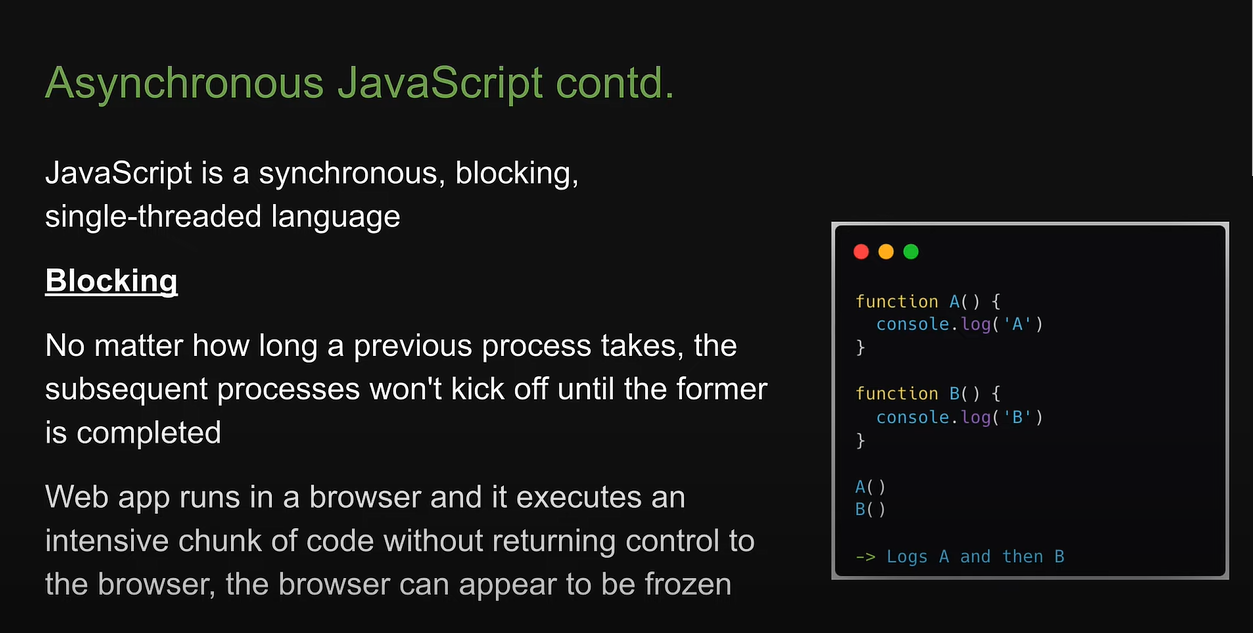 Asynchronous JavaScript contd.
JavaScript is a synchronous, blocking,
single-threaded language
Blocking
No matter how long a previous process takes, the
subsequent processes won't kick off until the former
is completed
Web app runs in a browser and it executes an
intensive chunk of code without returning control to
the browser, the browser can appear to be frozen
function A() {
  console.log('A')
}
function B() {
  console.log('B')
}
A()
B()
-> Logs A and then B